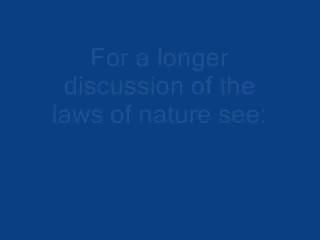 For a longer
discussion of the
laws of nature see: